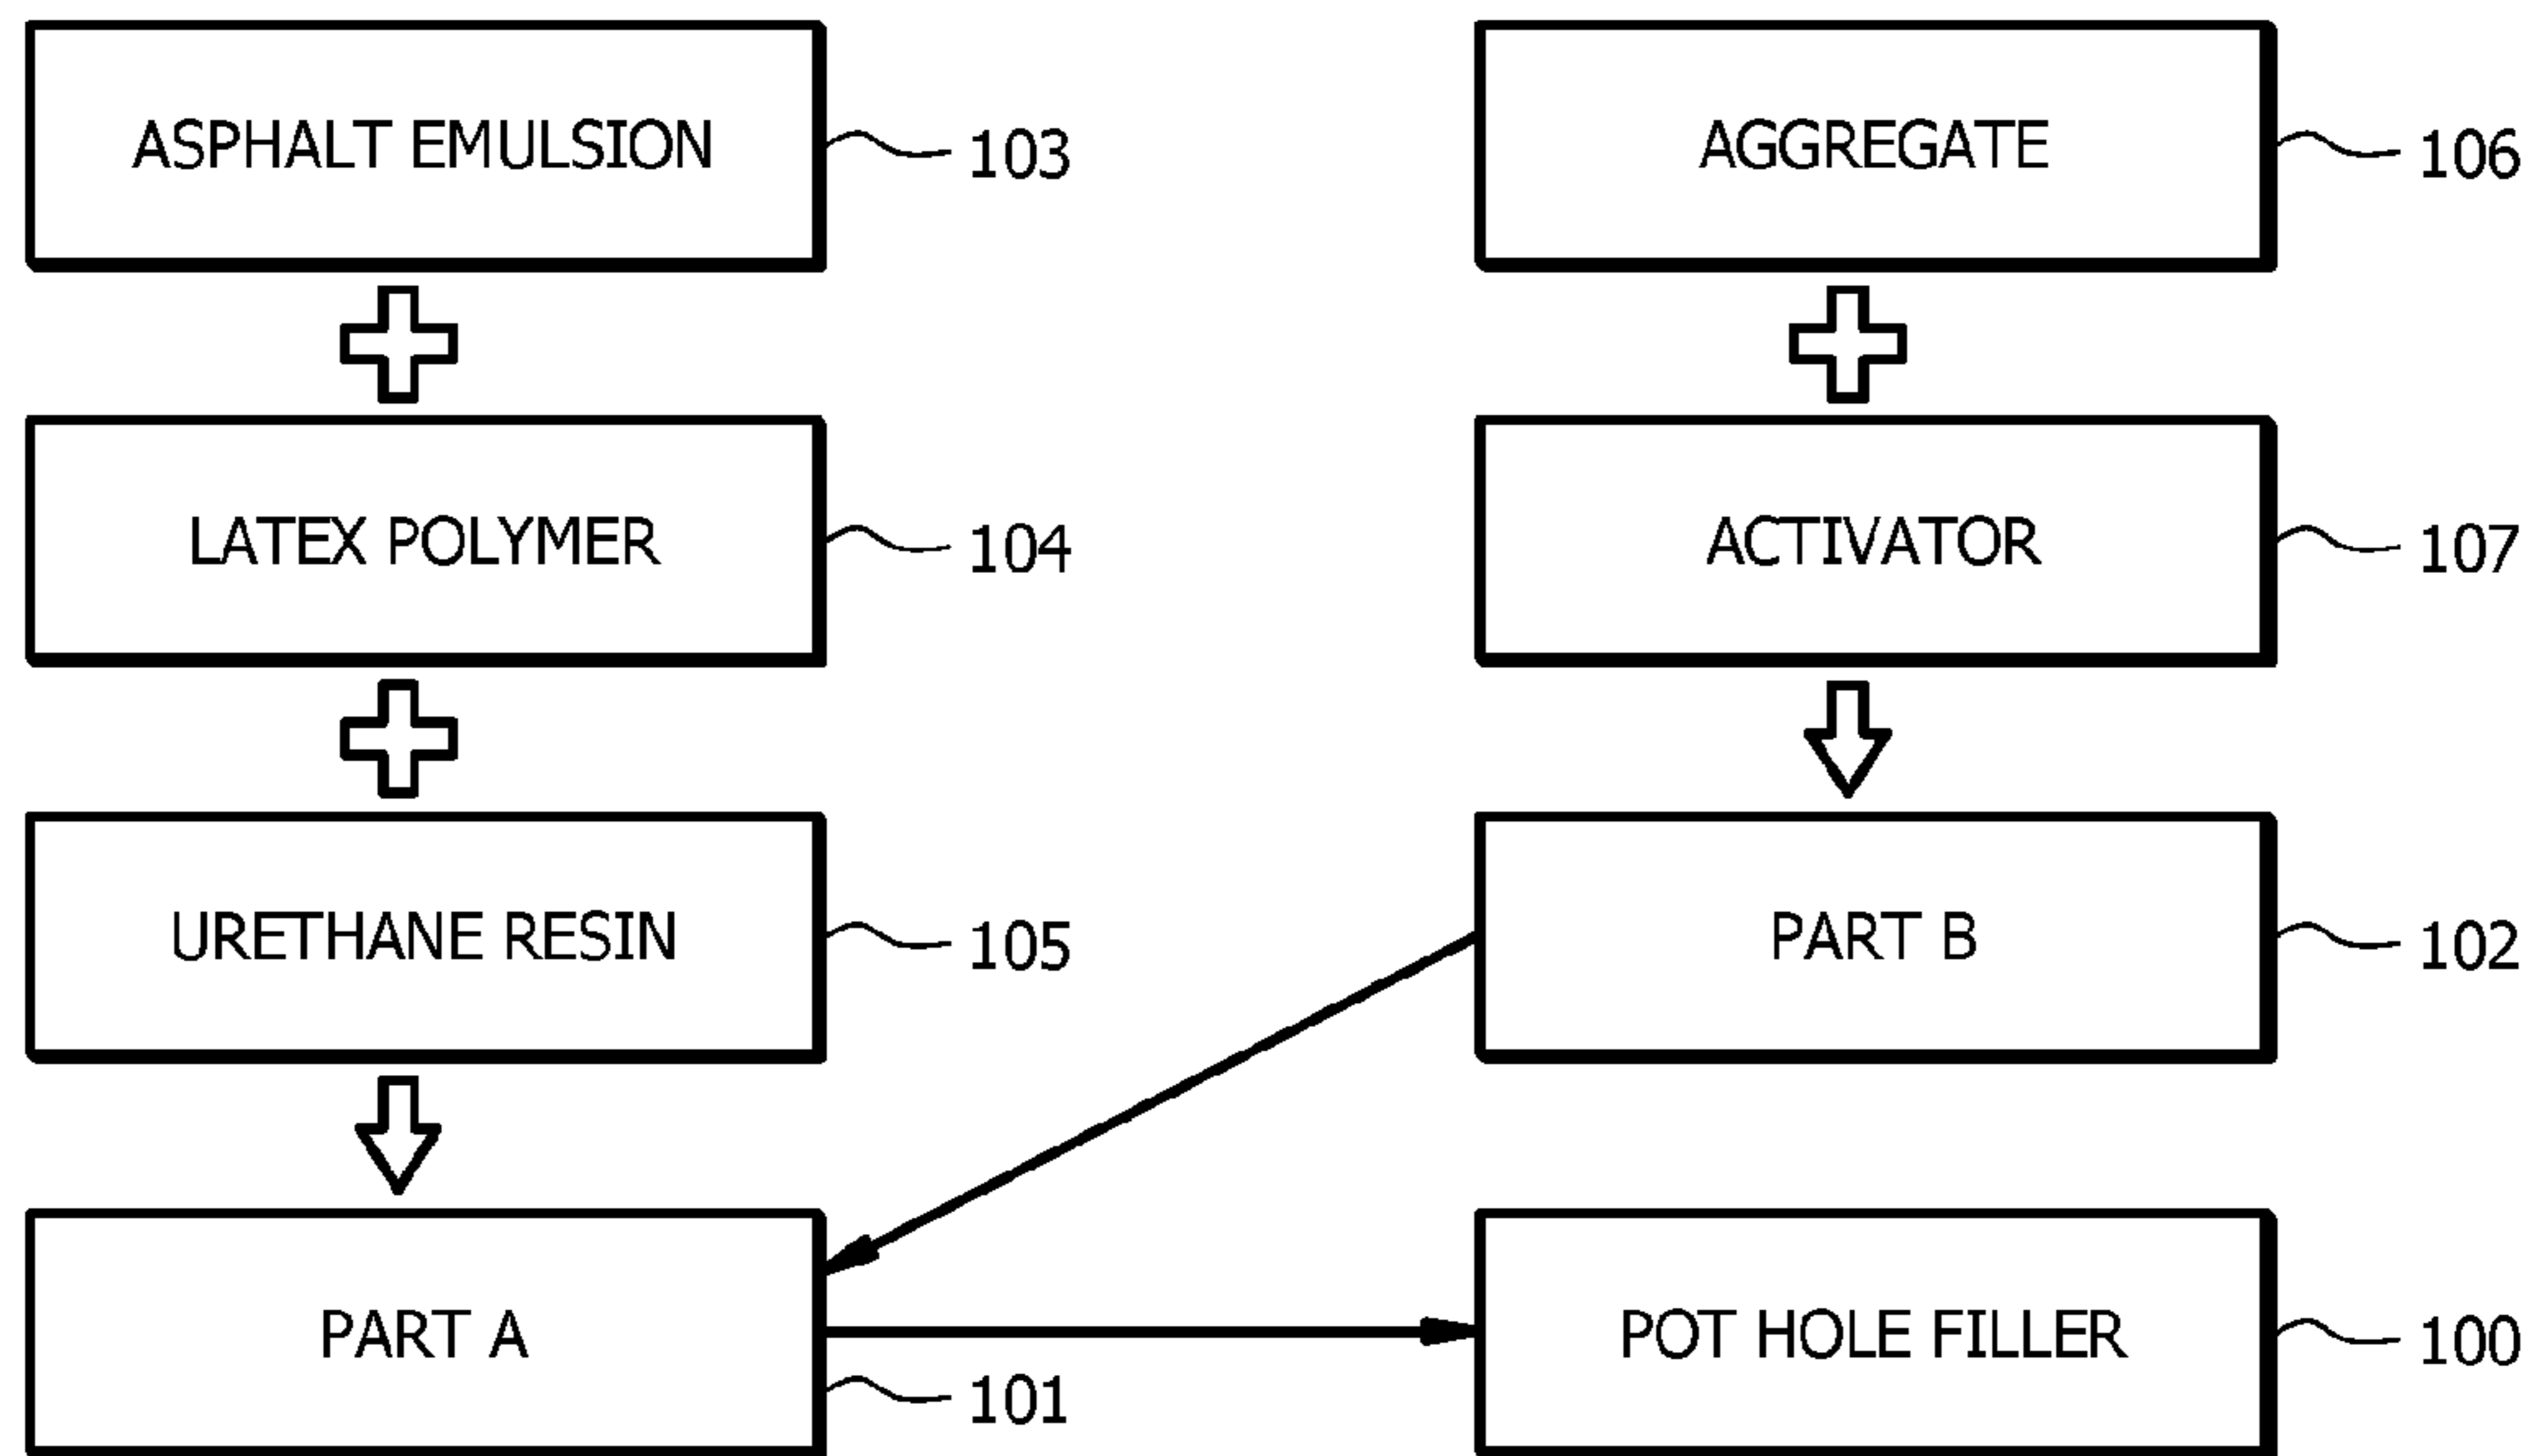 ASPHALT EMULSION
103
LATEX POLYMER
104
URETHANE RESIN
105
PART A
101
AGGREGATE
106
ACTIVATOR
107
PART B
102
POT HOLE FILLER
100